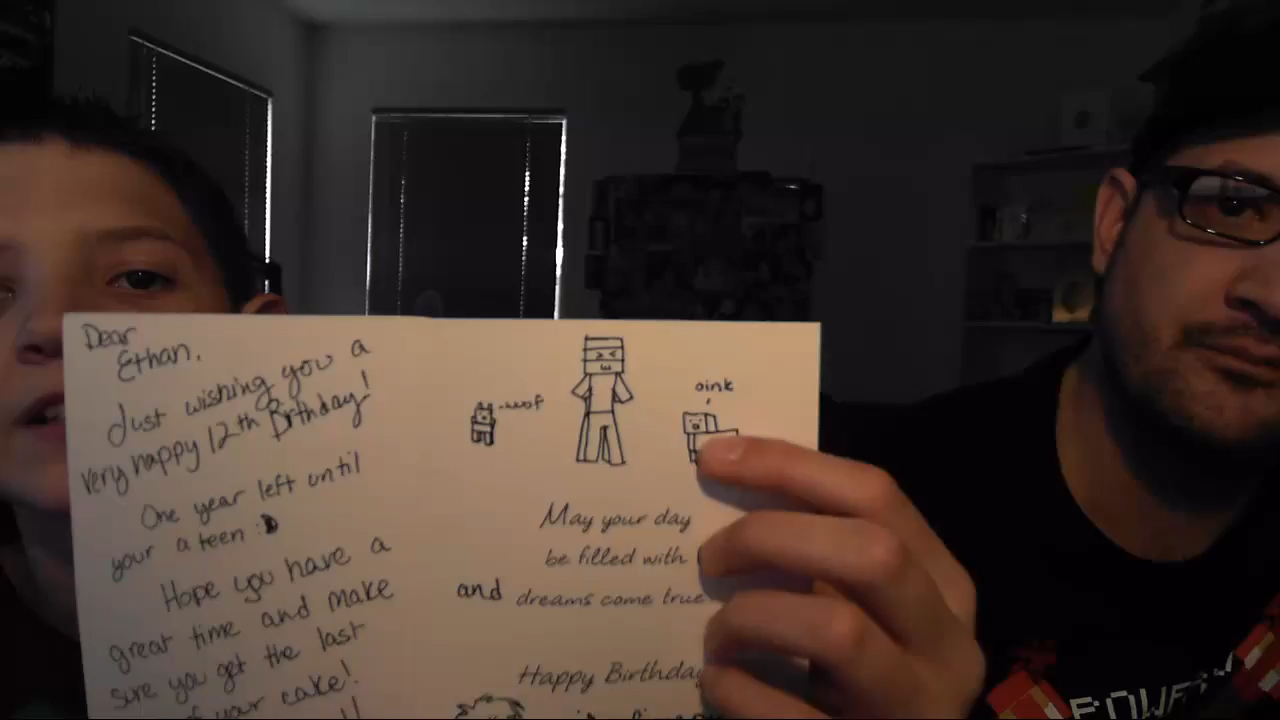 Dear
Ethan,
Just wishing you a
very happy 12th Birthday!
One year left until
your a teen :D
Hope you have a
great time and make
sure you get the last
your cake!
wof
oink
May your day
be filled with
and dreams come true
Happy Birthday